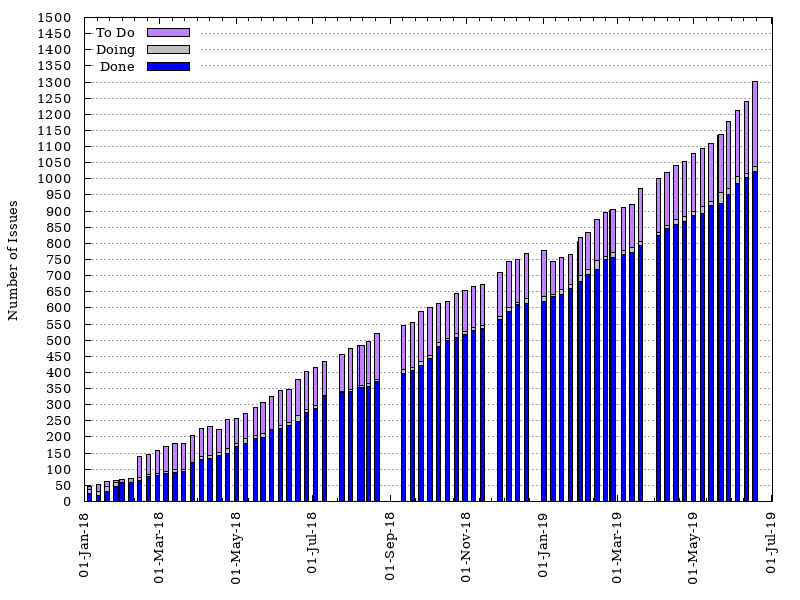 1500
1450
1400
1350
1300
1250
1200
1150
1100
1050
1000
950
900
850
800
750
700
650
600
550
500
450
400
350
300
250
200
150
100
50
0
To Do
Doing
Done
Number of Issues
01-Jan-18
01-Mar-18
01-May-18
01-Jul-18
01-Sep-18
01-Nov-18
01-Jan-19
01-Mar-19
01-May-19
01-Jul-19